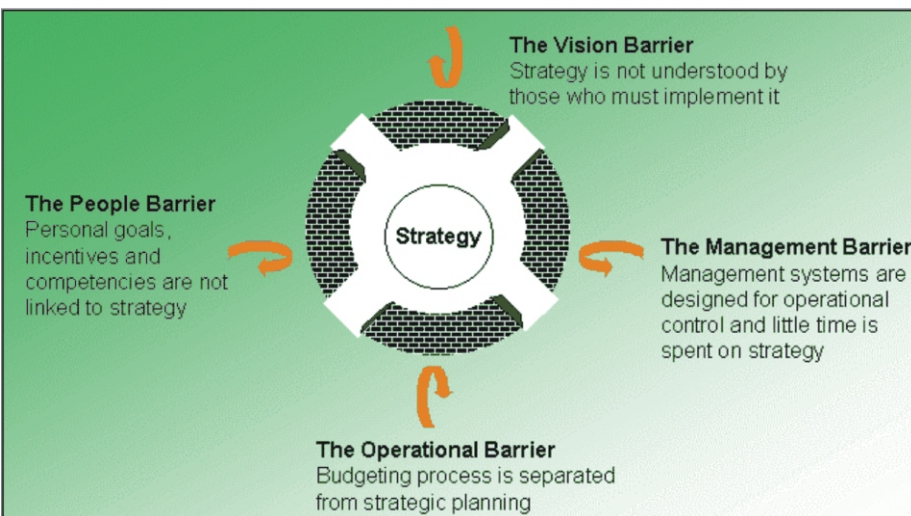 The Vision Barrier
Strategy is not understood by
those who must implement it
The People Barrier
Personal goals,
incentives and
competencies are not
linked to strategy
Strategy
The Management Barrier
Management systems are
designed for operational
control and little time is
spent on strategy
The Operational Barrier
Budgeting process is separated
from strategic planning